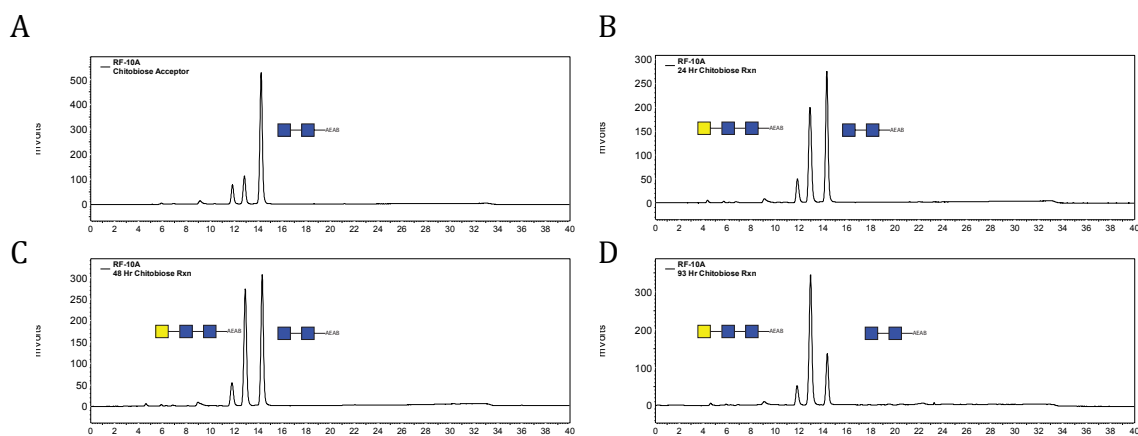 A
RF-10A
Chitobiose Acceptor
mVolts
500
400
300
200
100
0
AEAB
0 2 4 6 8 10 12 14 16 18 20 22 24 26 28 30 32 34 36 38 40
B
RF-10A
24 Hr Chitobiose Rxn
mVolts
300
250
200
150
100
50
0
AEAB
AEAB
0 2 4 6 8 10 12 14 16 18 20 22 24 26 28 30 32 34 36 38 40
C
RF-10A
48 Hr Chitobiose Rxn
mVolts
300
250
200
150
100
50
0
AEAB
AEAB
0 2 4 6 8 10 12 14 16 18 20 22 24 26 28 30 32 34 36 38 40
D
RF-10A
93 Hr Chitobiose Rxn
mVolts
300
200
100
0
AEAB
AEAB
0 2 4 6 8 10 12 14 16 18 20 22 24 26 28 30 32 34 36 38 40